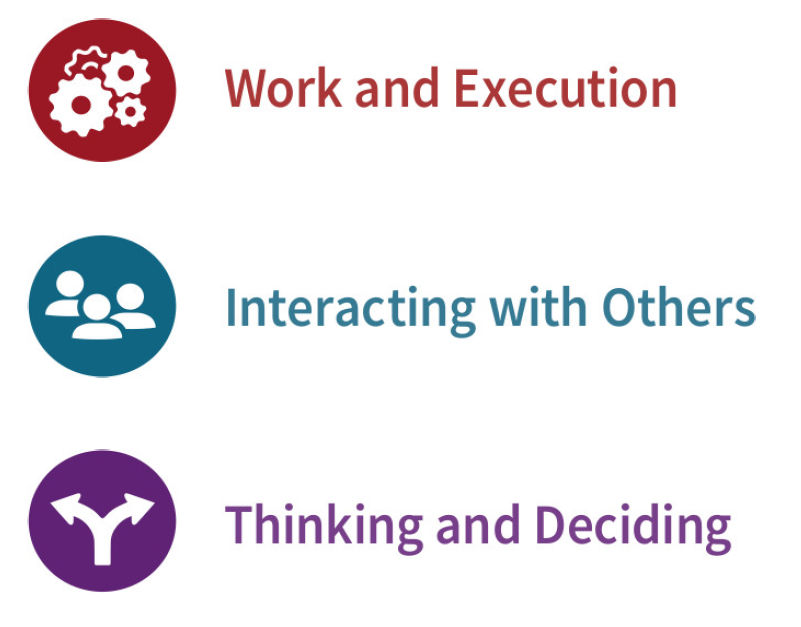 Work and Execution
Interacting with Others
Thinking and Deciding